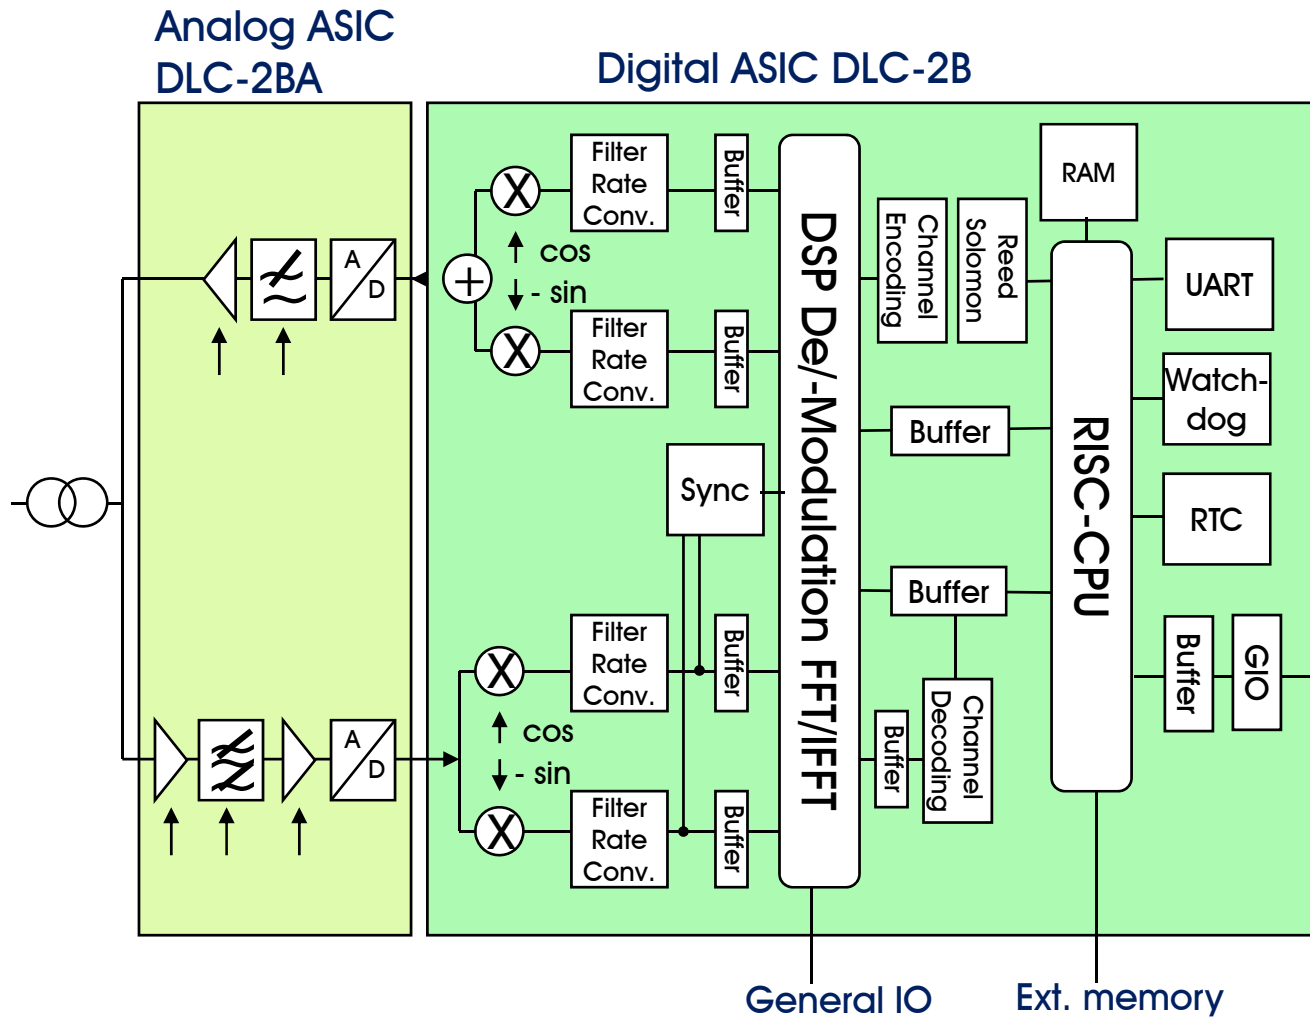 Analog ASIC
DLC-2BA
Digital ASIC DLC-2B
A
D
X
Filter
Rate
Conv.
Buffer
cos
- sin
+
X
Filter
Rate
Conv.
Buffer
Sync
DSP De/-Modulation FFT/IFFT
Channel
Encoding
Reed
Solomon
RAM
UART
Buffer
RISC-CPU
Watch-
dog
RTC
Buffer
Buffer
GIO
Buffer
Channel
Decoding
X
Filter
Rate
Conv.
Buffer
cos
- sin
A
D
X
Filter
Rate
Conv.
Buffer
General IO
Ext. memory